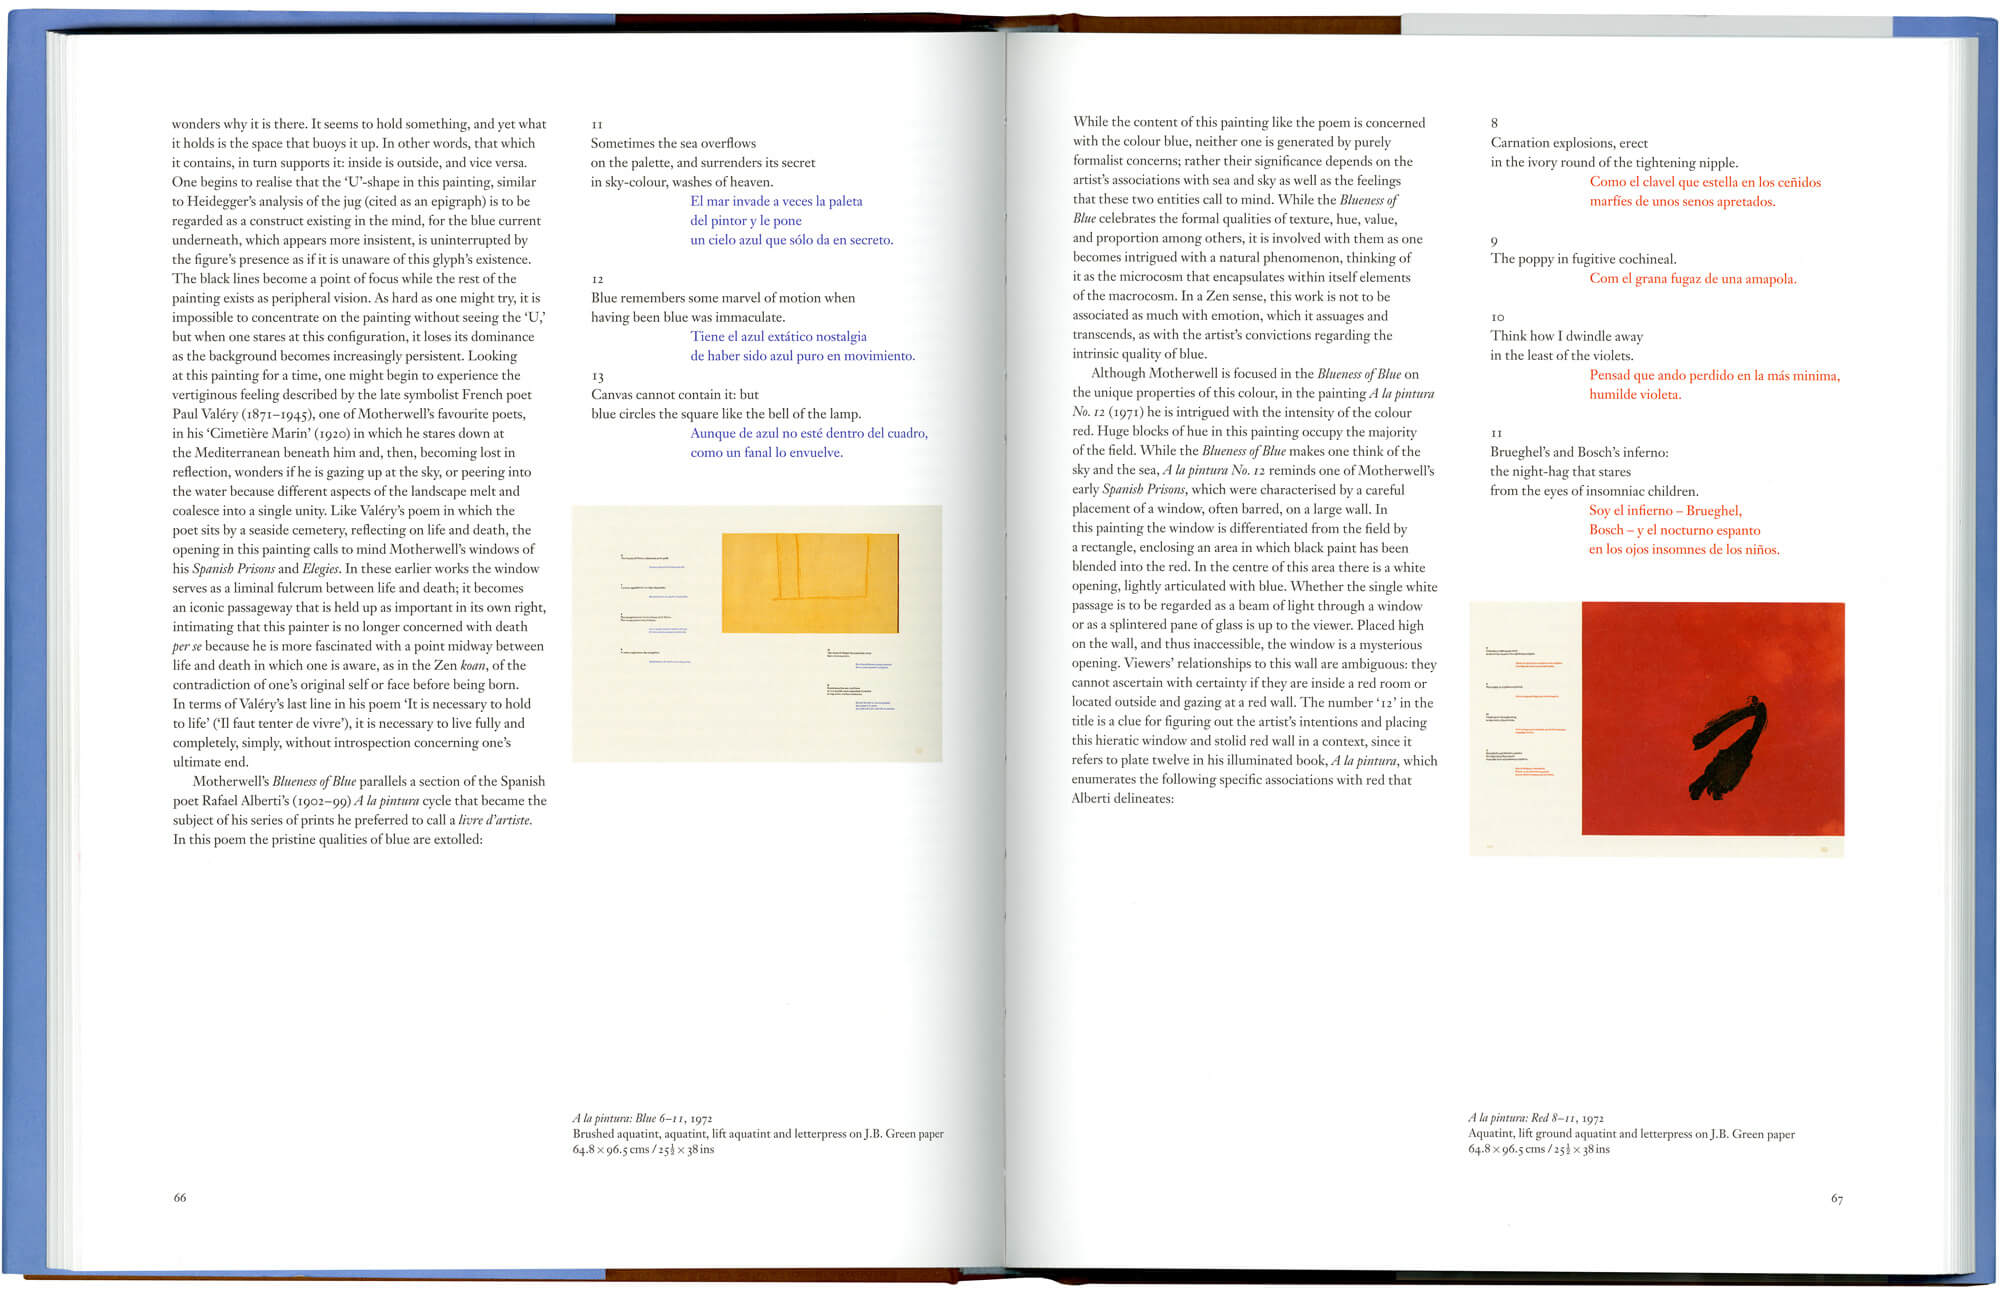 wonders why it is there. It seems to hold something, and yet what
it holds is the space that buoys it up. In other words, that which
it contains, in turn supports it: inside is outside, and vice versa.
One begins to realise that the ‘U’-shape in this painting, similar
to Heidegger’s analysis of the jug (cited as an epigraph) is to be
regarded as a construct existing in the mind, for the blue current
underneath, which appears more insistent, is uninterrupted by
the figure’s presence as if it is unaware of this glyph’s existence.
The black lines become a point of focus while the rest of the
painting exists as peripheral vision. As hard as one might try, it is
impossible to concentrate on the painting without seeing the ‘U,’
but when one stares at this configuration, it loses its dominance
as the background becomes increasingly persistent. Looking
at this painting for a time, one might begin to experience the
vertiginous feeling described by the late symbolist French poet
Paul Valéry (1871–1945), one of Motherwell’s favourite poets,
in his ‘Cimetière Marin’ (1920) in which he stares down at
the Mediterranean beneath him and, then, becoming lost in
reflection, wonders if he is gazing up at the sky, or peering into
the water because different aspects of the landscape melt and
coalesce into a single unity. Like Valéry’s poem in which the
poet sits by a seaside cemetery, reflecting on life and death, the
opening in this painting calls to mind Motherwell’s windows of
his Spanish Prisons and Elegies. In these earlier works the window
serves as a liminal fulcrum between life and death; it becomes
an iconic passageway that is held up as important in its own right,
intimating that this painter is no longer concerned with death
per se because he is more fascinated with a point midway between
life and death in which one is aware, as in the Zen koan, of the
contradiction of one’s original self or face before being born.
In terms of Valéry’s last line in his poem ‘It is necessary to hold
to life’ (‘Il faut tenter de vivre’), it is necessary to live fully and
completely, simply, without introspection concerning one’s
ultimate end.
Motherwell’s Blueness of Blue parallels a section of the Spanish
poet Rafael Alberti’s (1902–99) A la pintura cycle that became the
subject of his series of prints he preferred to call a livre d’artiste.
In this poem the pristine qualities of blue are extolled:
11
Sometimes the sea overflows
on the palette, and surrenders its secret
in sky-colour, washes of heaven.
El mar invade a veces la paleta
del pintor y le pone
un cielo azul que sólo da en secreto.
12
Blue remembers some marvel of motion when
having been blue was immaculate.
Tiene el azul extático nostalgia
de haber sido azul puro en movimiento.
13
Canvas cannot contain it: but
blue circles the square like the bell of the lamp.
Aunque de azul no esté dentro del cuadro,
como un fanal lo envuelve.
A la pintura: Blue 6–11, 1972
Brushed aquatint, aquatint, lift aquatint and letterpress on J.B. Green paper
64.8 × 96.5 cms / 25½ × 38 ins
66
While the content of this painting like the poem is concerned
with the colour blue, neither one is generated by purely
formalist concerns; rather their significance depends on the
artist’s associations with sea and sky as well as the feelings
that these two entities call to mind. While the Blueness of
Blue celebrates the formal qualities of texture, hue, value,
and proportion among others, it is involved with them as one
becomes intrigued with a natural phenomenon, thinking of
it as the microcosm that encapsulates within itself elements
of the macrocosm. In a Zen sense, this work is not to be
associated as much with emotion, which it assuages and
transcends, as with the artist’s convictions regarding the
intrinsic quality of blue.
Although Motherwell is focused in the Blueness of Blue on
the unique properties of this colour, in the painting A la pintura
No. 12 (1971) he is intrigued with the intensity of the colour
red. Huge blocks of hue in this painting occupy the majority
of the field. While the Blueness of Blue makes one think of the
sky and the sea, A la pintura No. 12 reminds one of Motherwell’s
early Spanish Prisons, which were characterised by a careful
placement of a window, often barred, on a large wall. In
this painting the window is differentiated from the field by
a rectangle, enclosing an area in which black paint has been
blended into the red. In the centre of this area there is a white
opening, lightly articulated with blue. Whether the single white
passage is to be regarded as a beam of light through a window
or as a splintered pane of glass is up to the viewer. Placed high
on the wall, and thus inaccessible, the window is a mysterious
opening. Viewers’ relationships to this wall are ambiguous: they
cannot ascertain with certainty if they are inside a red room or
located outside and gazing at a red wall. The number ‘12’ in the
title is a clue for figuring out the artist’s intentions and placing
this hieratic window and stolid red wall in a context, since it
refers to plate twelve in his illuminated book, A la pintura, which
enumerates the following specific associations with red that
Alberti delineates:
8
Carnation explosions, erect
in the ivory round of the tightening nipple.
Como el clavel que estella en los ceñidos
marfíes de unos senos apretados.
9
The poppy in fugitive cochineal.
Com el grana fugaz de una amapola.
10
Think how I dwindle away
in the least of the violets.
Pensad que ando perdido en la más minima,
humilde violeta.
11
Brueghel’s and Bosch’s inferno:
the night-hag that stares
from the eyes of insomniac children.
Soy el infierno – Brueghel,
Bosch – y el nocturno espanto
en los ojos insomnes de los niños.
A la pintura: Red 8–11, 1972
Aquatint, lift ground aquatint and letterpress on J.B. Green paper
64.8 × 96.5 cms / 25½ × 38 ins
67